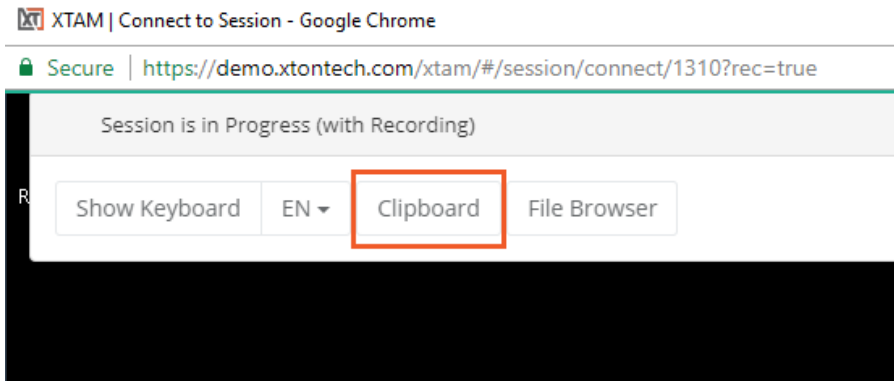 XTAM | Connect to Session - Google Chrome
Secure | https://demo.xtontech.com/xtam/#/session/connect/1310?rec=true
Session is in Progress (with Recording)
R
Show Keyboard EN Clipboard File Browser